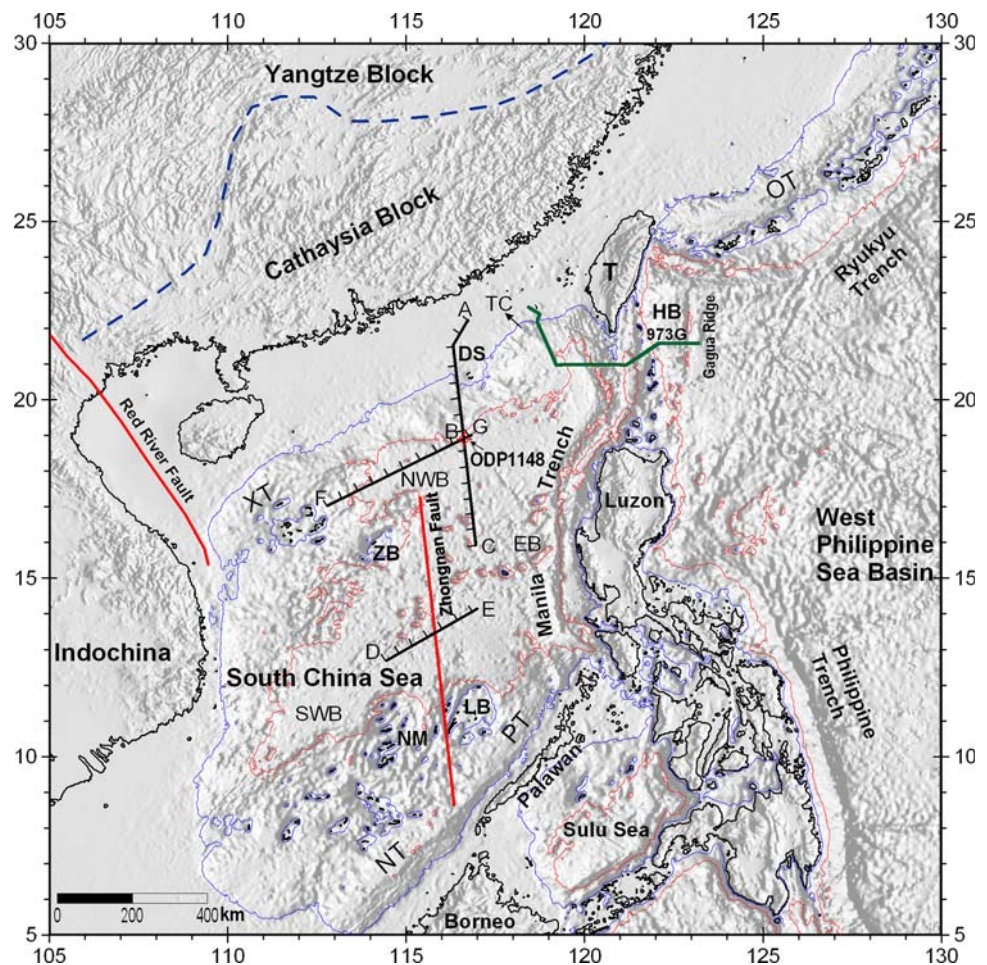 105 110 115 120 125 130
30 30
Yangtze Block
Cathaysia Block
OT
25 25
Ryukyu
Trench
T
TC
A
HB
973G
Gagua Ridge
DS
20 20
Red River Fault
B G
ODP1148
NWB
F
XT
Trench
Luzon
Zhongnan Fault
ZB
C
EB
West
Philippine
Sea Basin
15 15
Manila
E
D
Indochina
South China Sea
SWB
LB
NM
PT
Philippine
Trench
10 10
Palawan
Sulu Sea
NT
0 200 400 km
Borneo
5 5
105 110 115 120 125 130